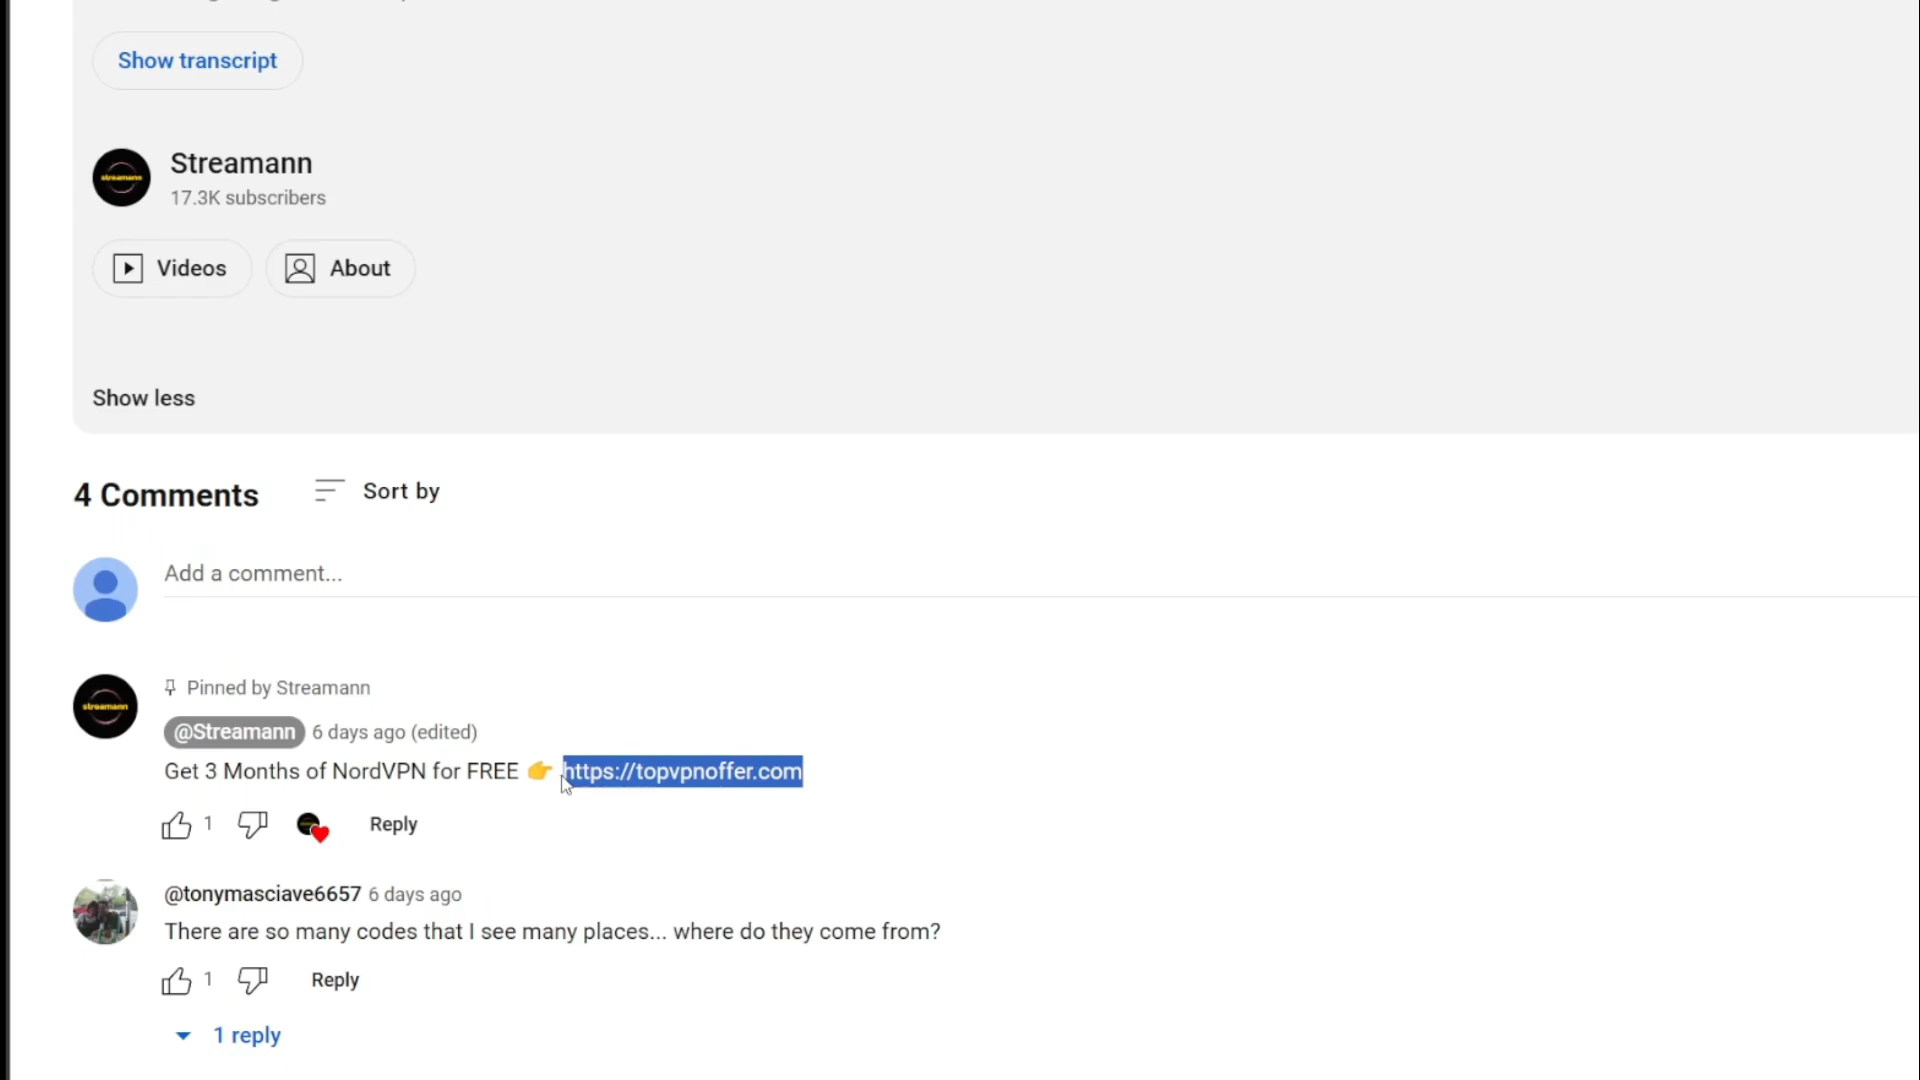 Show transcript
streamann
Streamann
17.3K subscribers
Videos
About
Show less
4 Comments
Sort by
Add a comment...
Pinned by Streamann
streamann
@Streamann 6 days ago (edited)
Get 3 Months of NordVPN for FREE 👉 https://topvpnoffer.com
1
Reply
@tonymasciave6657 6 days ago
There are so many codes that I see many places... where do they come from?
1
Reply
1 reply